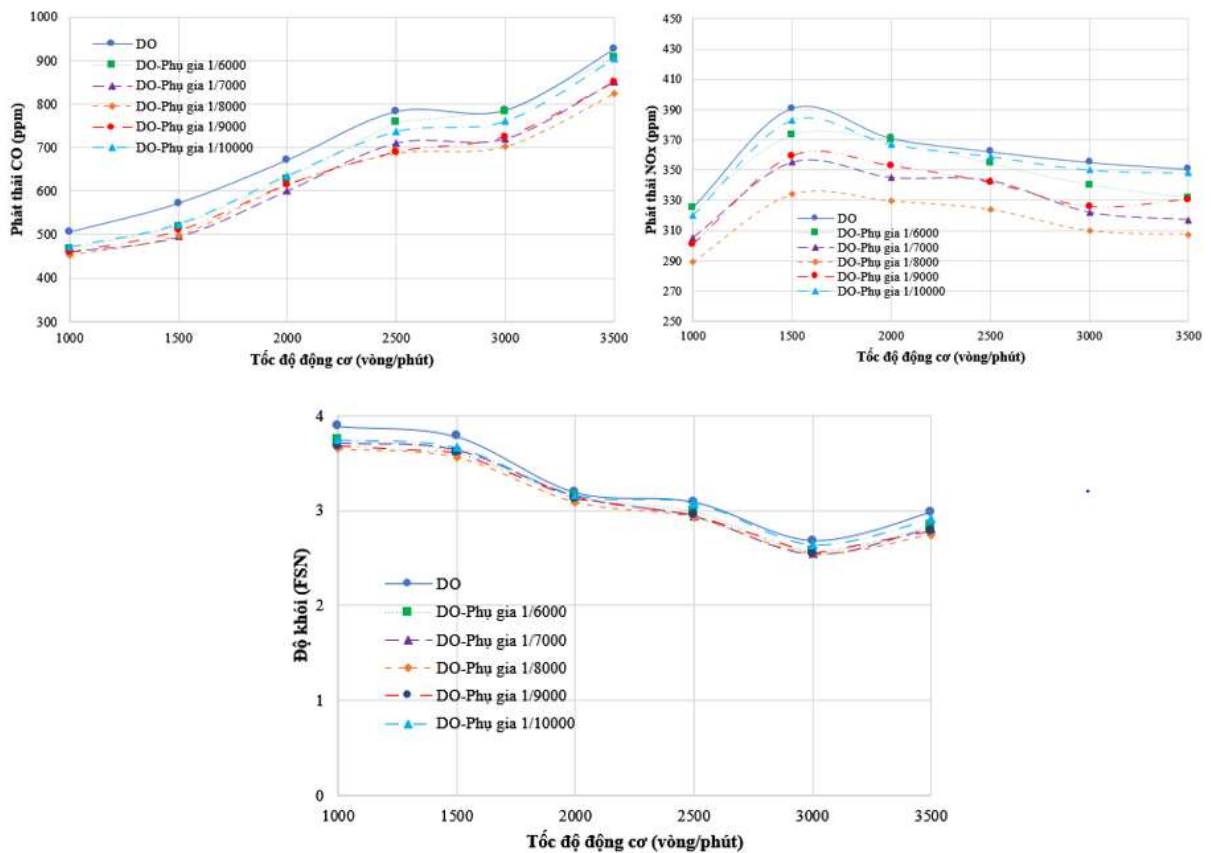 Phát thải CO (ppm)
1000
900
800
700
600
500
400
300
DO
DO-Phụ gia 1/6000
DO-Phụ gia 1/7000
DO-Phụ gia 1/8000
DO-Phụ gia 1/9000
DO-Phụ gia 1/10000
1000 1500 2000 2500 3000 3500
Tốc độ động cơ (vòng/phút)
Phát thải NOx (ppm)
450
430
410
390
370
350
330
310
290
270
250
DO
DO-Phụ gia 1/6000
DO-Phụ gia 1/7000
DO-Phụ gia 1/8000
DO-Phụ gia 1/9000
DO-Phụ gia 1/10000
1000 1500 2000 2500 3000 3500
Tốc độ động cơ (vòng/phút)
Độ khói (FSN)
4
3
2
1
0
DO
DO-Phụ gia 1/6000
DO-Phụ gia 1/7000
DO-Phụ gia 1/8000
DO-Phụ gia 1/9000
DO-Phụ gia 1/10000
1000 1500 2000 2500 3000 3500
Tốc độ động cơ (vòng/phút)